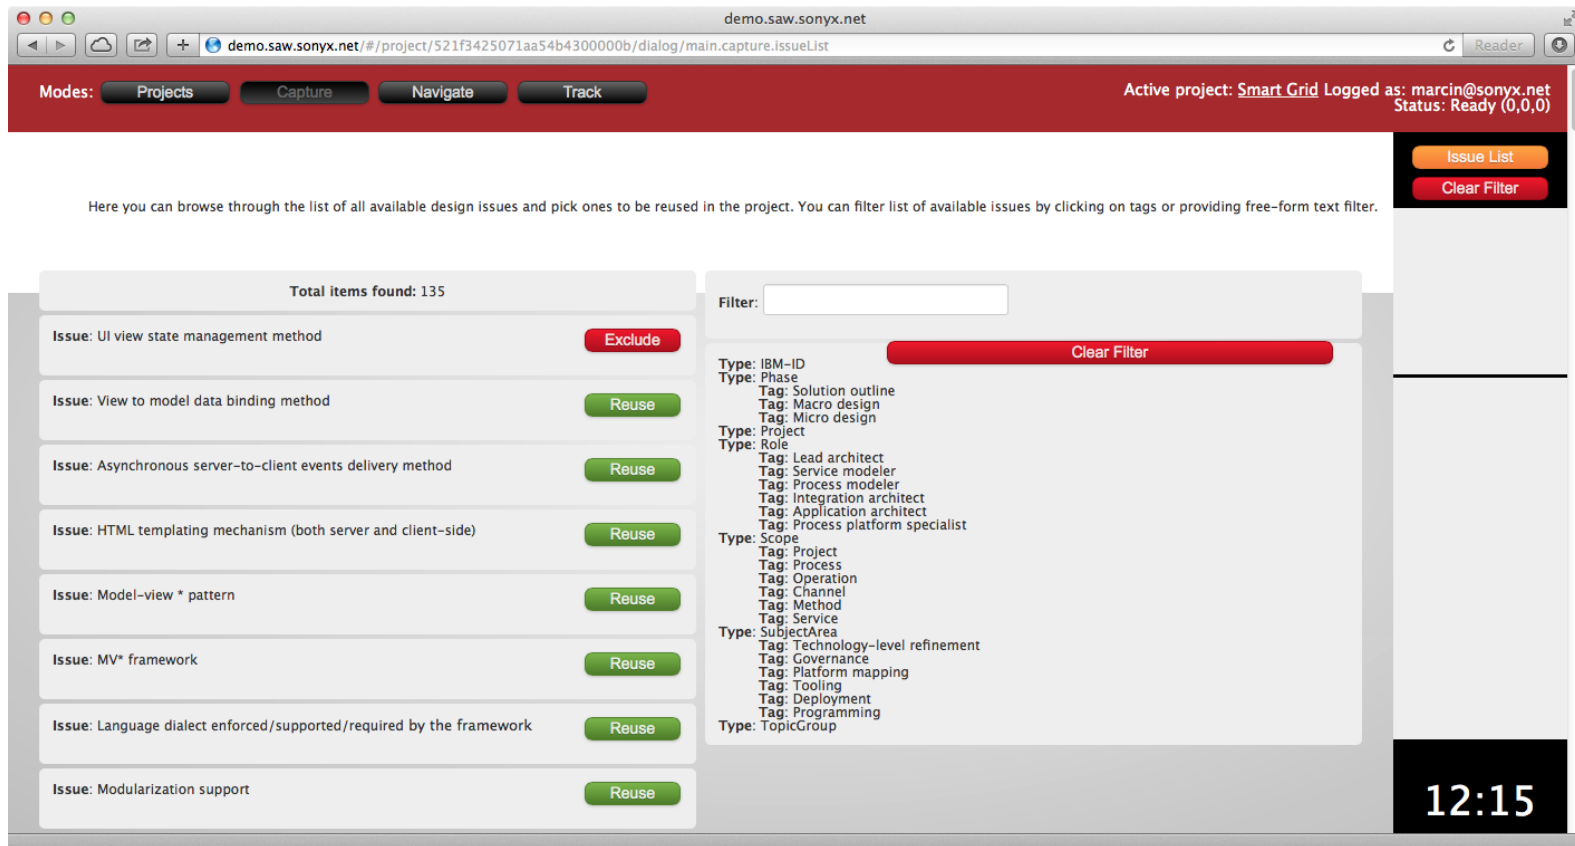 demo.saw.sonyx.net
demo.saw.sonyx.net/#/project/521f3425071aa54b4300000b/dialog/main.capture.issueList
Reader
Modes: Projects Capture Navigate Track
Active project: Smart Grid Logged as: marcin@sonyx.net
Status: Ready (0,0,0)
Issue List
Clear Filter
Here you can browse through the list of all available design issues and pick ones to be reused in the project. You can filter list of available issues by clicking on tags or providing free-form text filter.
Total items found: 135
Issue: UI view state management method Exclude
Issue: View to model data binding method Reuse
Issue: Asynchronous server-to-client events delivery method Reuse
Issue: HTML templating mechanism (both server and client-side) Reuse
Issue: Model-view * pattern Reuse
Issue: MV* framework Reuse
Issue: Language dialect enforced/supported/required by the framework Reuse
Issue: Modularization support Reuse
Filter:
Clear Filter
Type: IBM-ID
Type: Phase
Tag: Solution outline
Tag: Macro design
Tag: Micro design
Type: Project
Type: Role
Tag: Lead architect
Tag: Service modeler
Tag: Process modeler
Tag: Integration architect
Tag: Application architect
Tag: Process platform specialist
Type: Scope
Tag: Project
Tag: Process
Tag: Operation
Tag: Channel
Tag: Method
Tag: Service
Type: SubjectArea
Tag: Technology-level refinement
Tag: Governance
Tag: Platform mapping
Tag: Tooling
Tag: Deployment
Tag: Programming
Type: TopicGroup
12:15